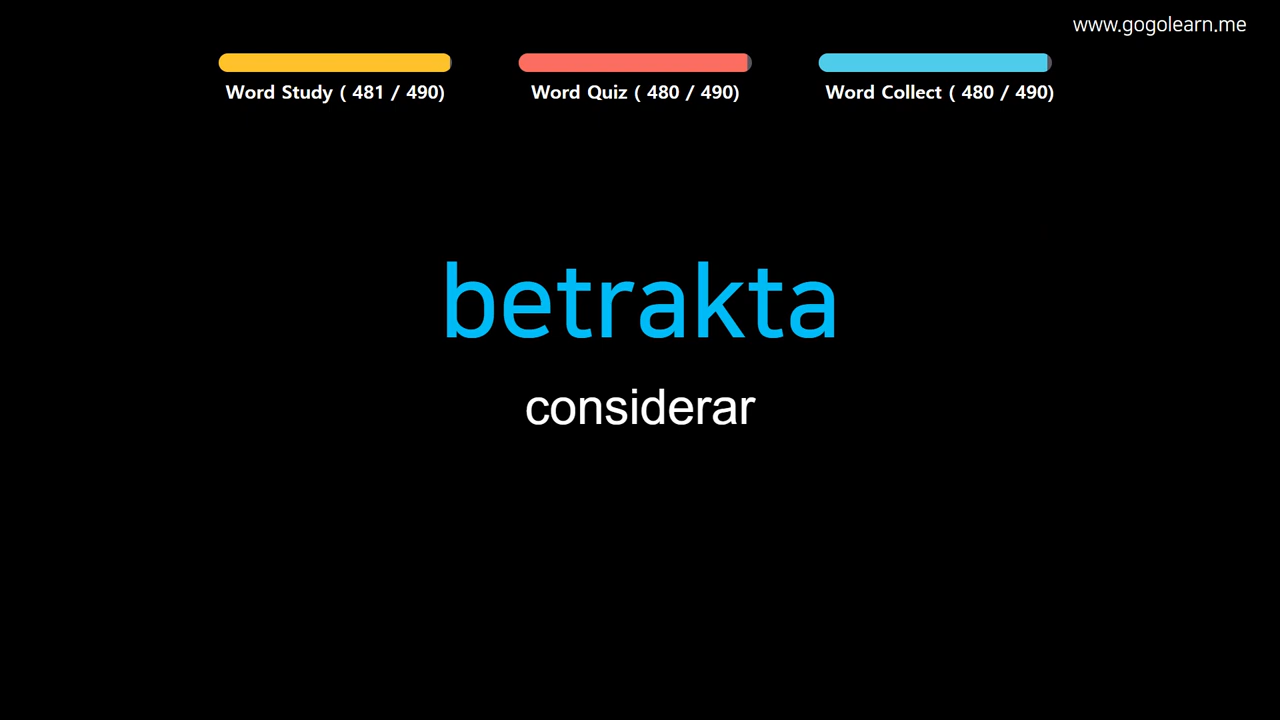 www.gogolearn.me
Word Study ( 481 / 490)
Word Quiz ( 480 / 490)
Word Collect ( 480 / 490)
betrakta
considerar